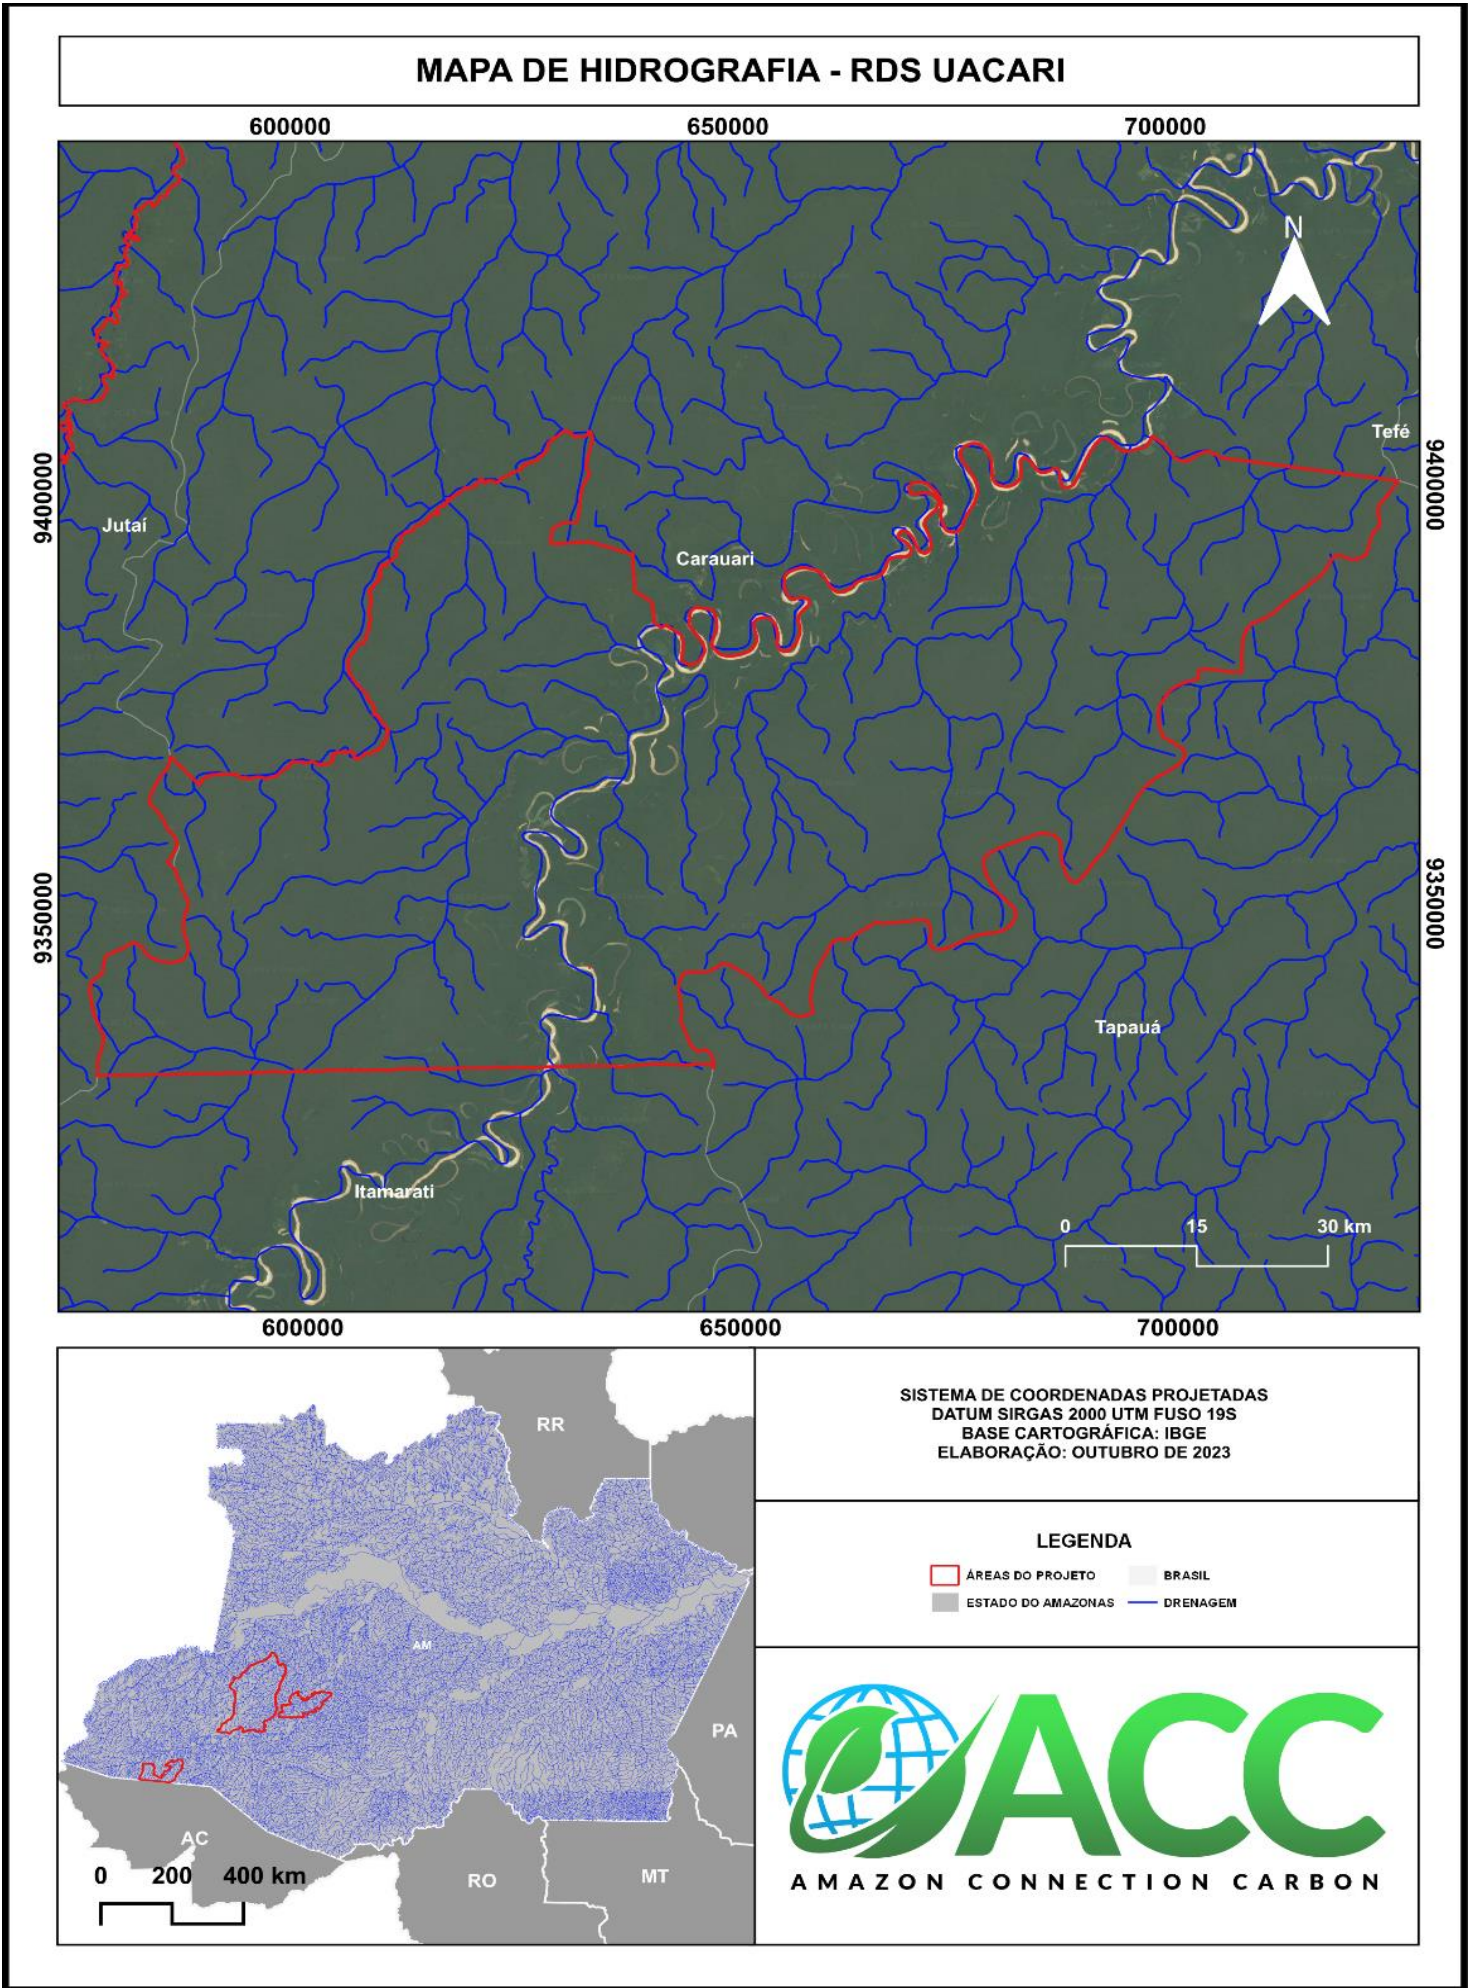 MAPA DE HIDROGRAFIA - RDS UACARI
600000 650000 700000
N
Tefé
9400000 9400000
Jutaí
Carauari
9350000 9350000
Tapauá
Itamarati
0 15 30 km
600000 650000 700000
RR
AM
PA
AC
RO
MT
0 200 400 km
SISTEMA DE COORDENADAS PROJETADAS
DATUM SIRGAS 2000 UTM FUSO 19S
BASE CARTOGRÁFICA: IBGE
ELABORAÇÃO: OUTUBRO DE 2023
LEGENDA
ÁREAS DO PROJETO BRASIL
ESTADO DO AMAZONAS DRENAGEM
ACC
AMAZON CONNECTION CARBON